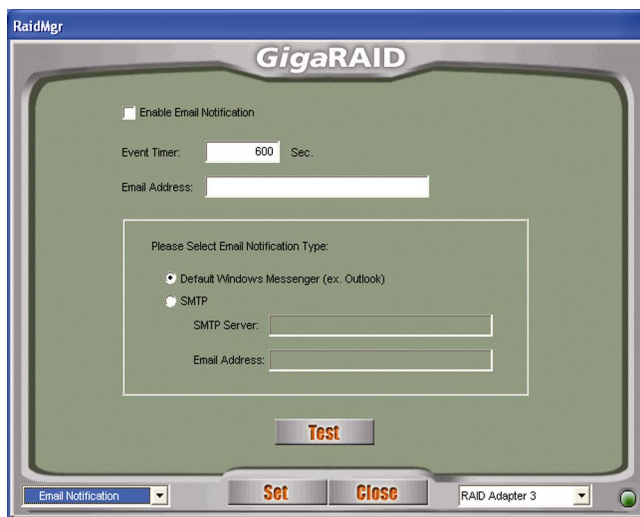 RaidMgr
GigaRAID
Enable Email Notification
Event Timer: 600 Sec.
Email Address:
Please Select Email Notification Type:
Default Windows Messenger (ex. Outlook)
SMTP
SMTP Server:
Email Address:
Test
Email Notification Set Close RAID Adapter 3